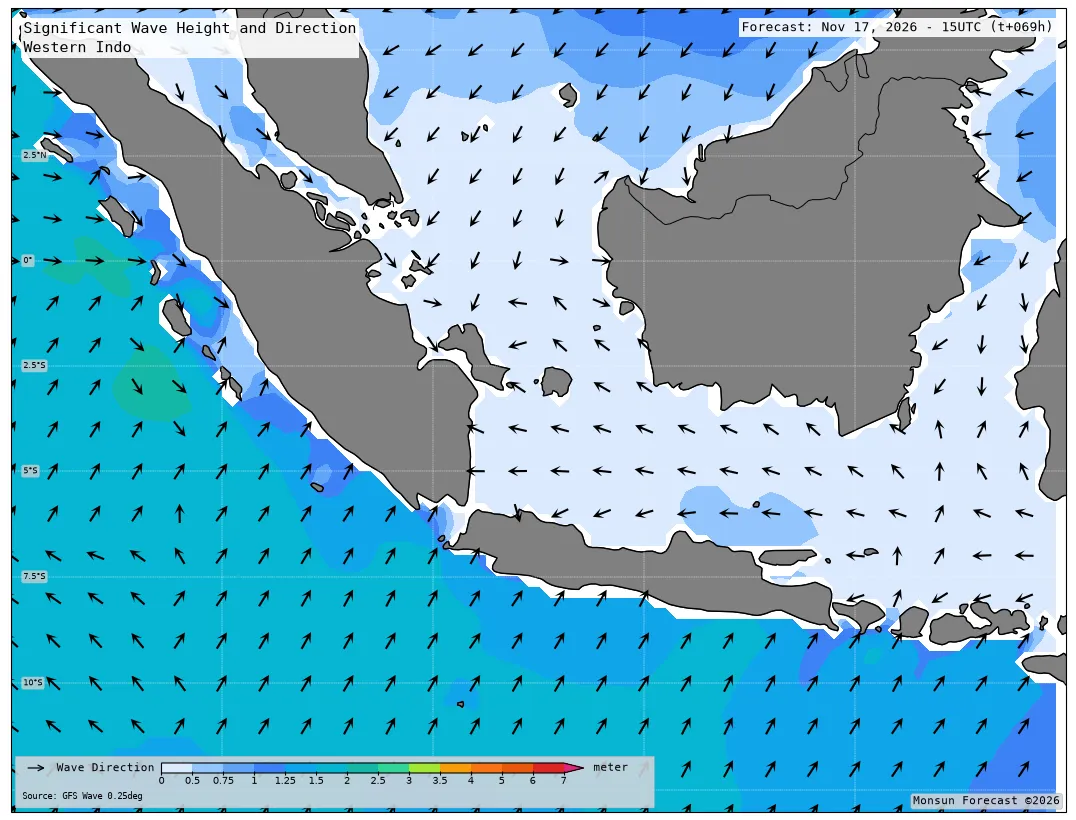 Significant Wave Height and Direction
Western Indo
Forecast: Nov 17, 2026 - 15UTC (t+069h)
2.5°N
0°
2.5°S
5°S
7.5°S
10°S
Wave Direction
0 0.5 0.75 1 1.25 1.5 2 2.5 3 3.5 4 5 6 7
meter
Source: GFS Wave 0.25deg
Monsun Forecast ©2026